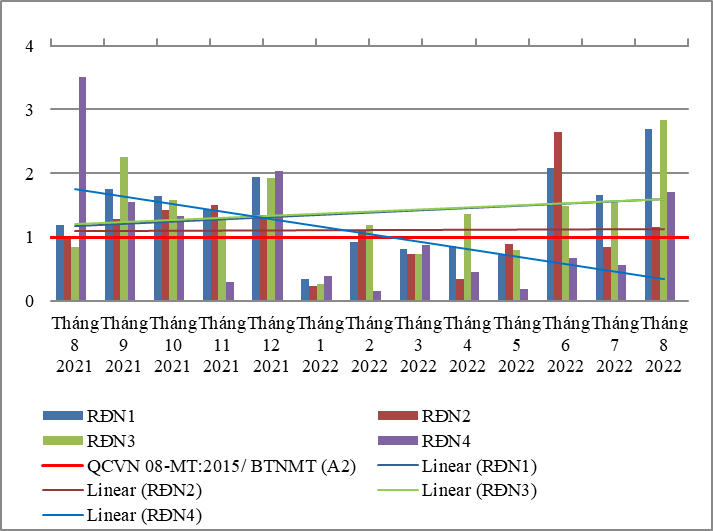 4
3
2
1
0
Tháng Tháng Tháng Tháng Tháng Tháng Tháng Tháng Tháng Tháng Tháng Tháng Tháng
8 9 10 11 12 1 2 3 4 5 6 7 8
2021 2021 2021 2021 2021 2022 2022 2022 2022 2022 2022 2022 2022
RĐN1 RĐN2
RĐN3 RĐN4
QCVN 08-MT:2015/ BTNMT (A2) Linear (RĐN1)
Linear (RĐN2) Linear (RĐN3)
Linear (RĐN4)